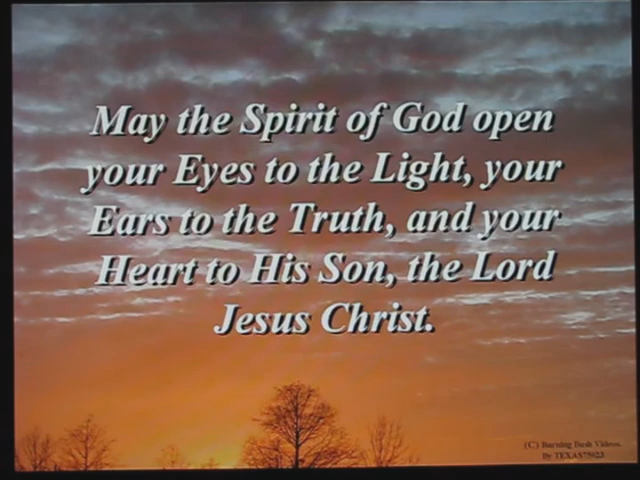 May the Spirit of God open
your Eyes to the Light, your
Ears to the Truth, and your
Heart to His Son, the Lord
Jesus Christ.
(C) Burning Bush Videos.
By TEXAS75023